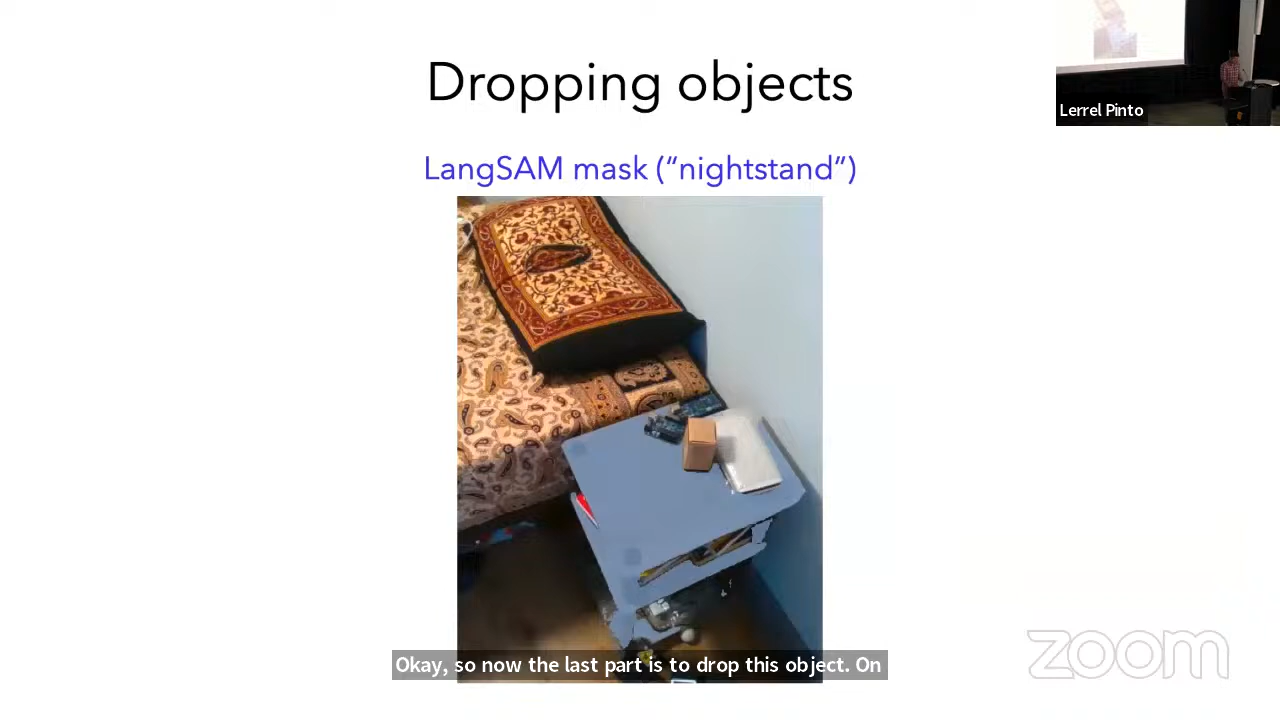 Dropping objects
Lerrel Pinto
LangSAM mask (“nightstand”)
Okay, so now the last part is to drop this object. On
zoom